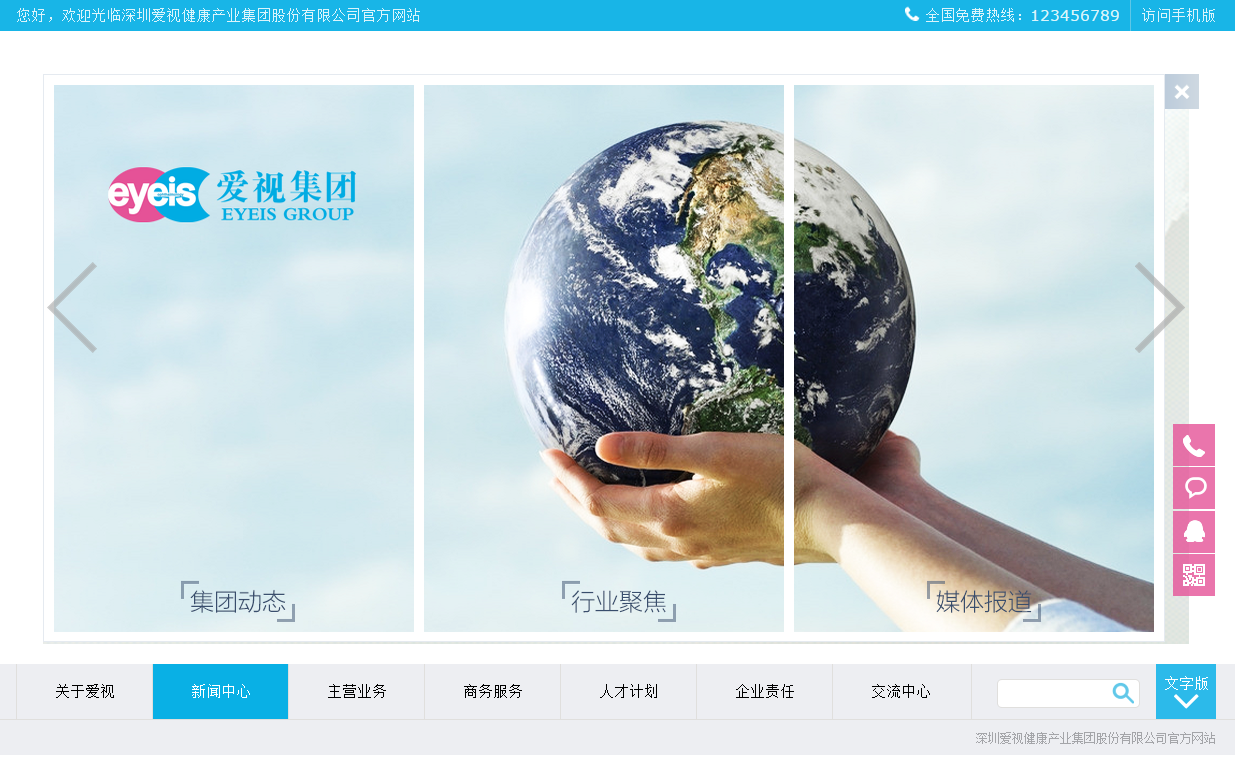 您好，欢迎光临深圳爱视健康产业集团股份有限公司官方网站
全国免费热线：123456789
访问手机版
eyeis 爱视集团
EYEIS GROUP
集团动态
行业聚焦
媒体报道
关于爱视
新闻中心
主营业务
商务服务
人才计划
企业责任
交流中心
文字版
深圳爱视健康产业集团股份有限公司官方网站